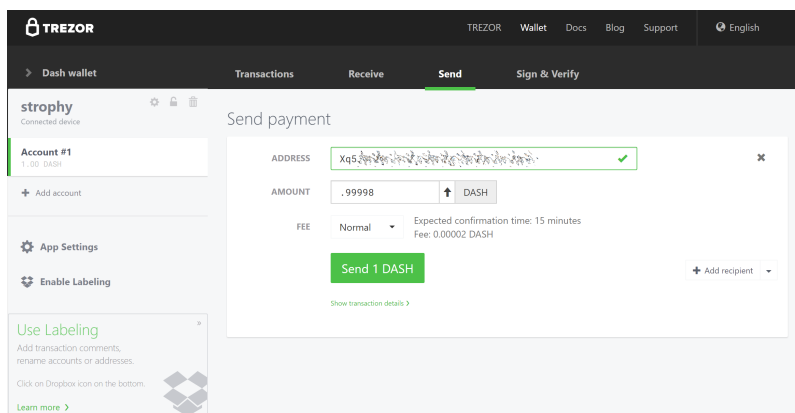 TREZOR
TREZOR Wallet Docs Blog Support English
Dash wallet
Transactions Receive Send Sign & Verify
strophy
Connected device
Account #1
1.00 DASH
Add account
App Settings
Enable Labeling
Use Labeling
»
Add transaction comments,
rename accounts or addresses.
Click on Dropbox icon on the bottom.
Learn more
Send payment
ADDRESS
AMOUNT .99998 DASH
FEE Normal Expected confirmation time: 15 minutes
Fee: 0.00002 DASH
Send 1 DASH
Add recipient
Show transaction details